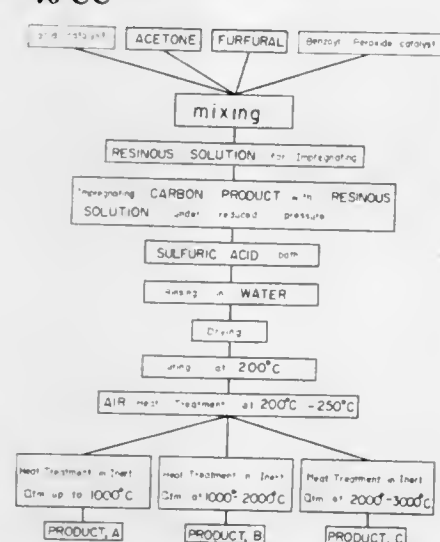 acid catalyst ACETONE FURFURAL Benzoyl Peroxide catalyst
mixing
RESINOUS SOLUTION for Impregnating
Impregnating CARBON PRODUCT with RESINOUS
SOLUTION under reduced pressure
SULFURIC ACID bath
Rinsing in WATER
Drying
at 200°C
AIR Heat Treatment at 200°C - 250°C
Heat Treatment in Inert
Atm up to 1000°C
Heat Treatment in Inert
Atm at 1000° 2000°C
Heat Treatment in Inert
Atm at 2000° - 3000°C
PRODUCT, A PRODUCT, B PRODUCT, C